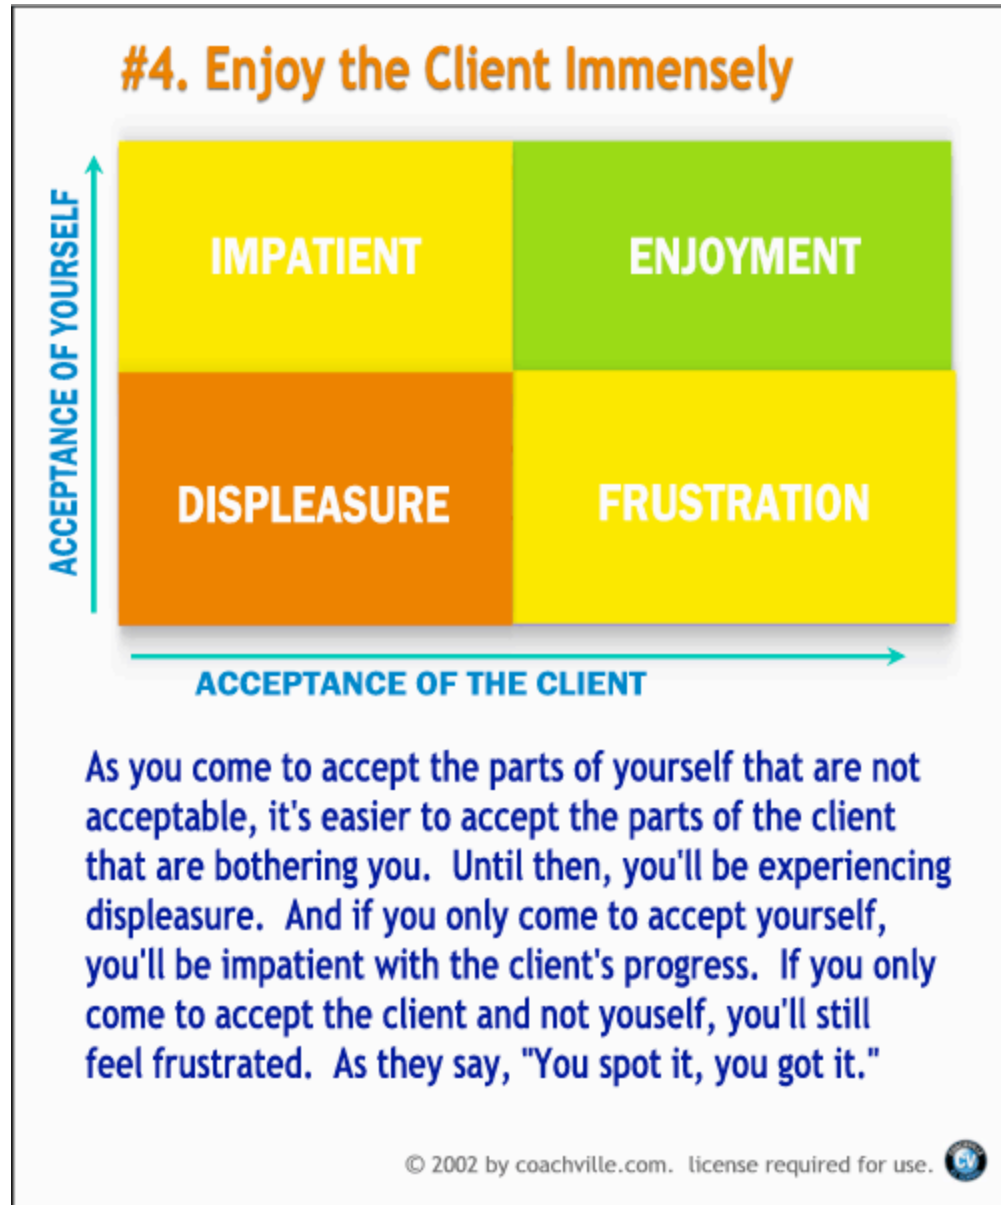 #4. Enjoy the Client Immensely
ACCEPTANCE OF YOURSELF
IMPATIENT
ENJOYMENT
DISPLEASURE
FRUSTRATION
ACCEPTANCE OF THE CLIENT
As you come to accept the parts of yourself that are not
acceptable, it's easier to accept the parts of the client
that are bothering you.  Until then, you'll be experiencing
displeasure.  And if you only come to accept yourself,
you'll be impatient with the client's progress.  If you only
come to accept the client and not youself, you'll still
feel frustrated.  As they say, "You spot it, you got it."
© 2002 by coachville.com.  license required for use.
CV